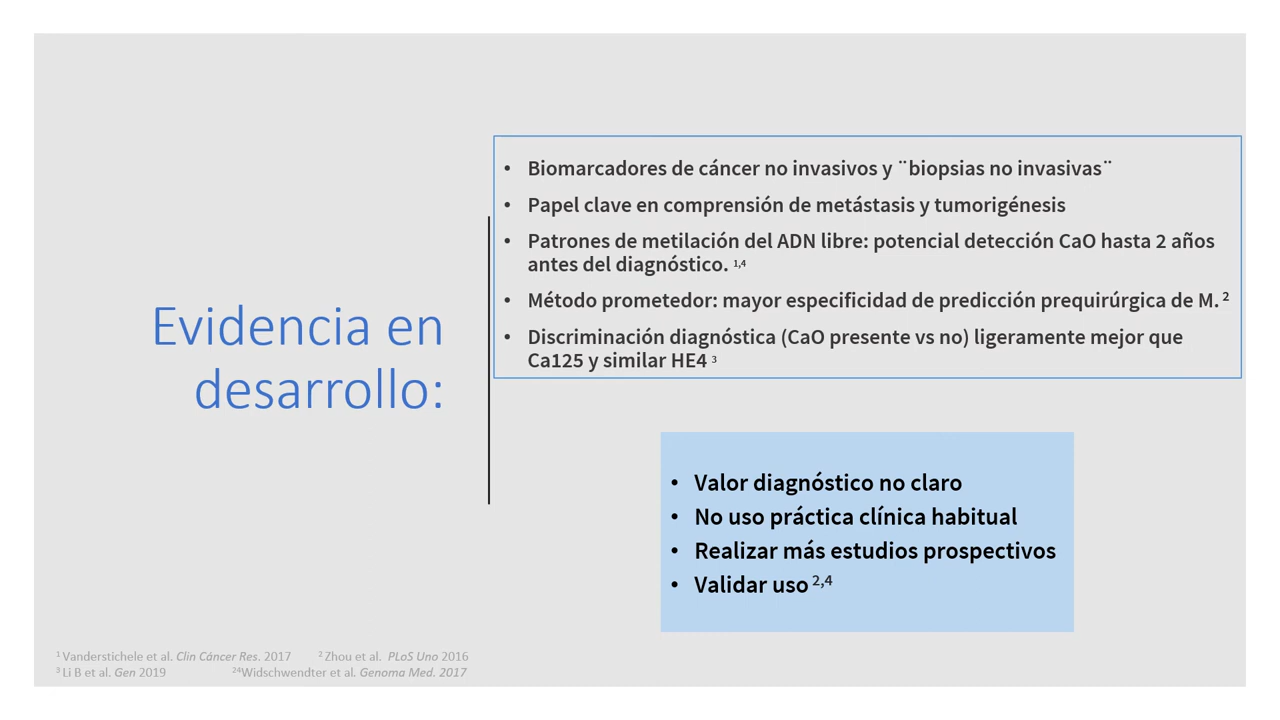 Evidencia en
desarrollo:
• Biomarcadores de cáncer no invasivos y ¨biopsias no invasivas¨
• Papel clave en comprensión de metástasis y tumorigénesis
• Patrones de metilación del ADN libre: potencial detección CaO hasta 2 años
antes del diagnóstico. 1,4
• Método prometedor: mayor especificidad de predicción prequirúrgica de M. 2
• Discriminación diagnóstica (CaO presente vs no) ligeramente mejor que
Ca125 y similar HE4 3
• Valor diagnóstico no claro
• No uso práctica clínica habitual
• Realizar más estudios prospectivos
• Validar uso 2,4
1 Vanderstichele et al. Clin Cáncer Res. 2017 2 Zhou et al. PLoS Uno 2016
3 Li B et al. Gen 2019 24Widschwendter et al. Genoma Med. 2017